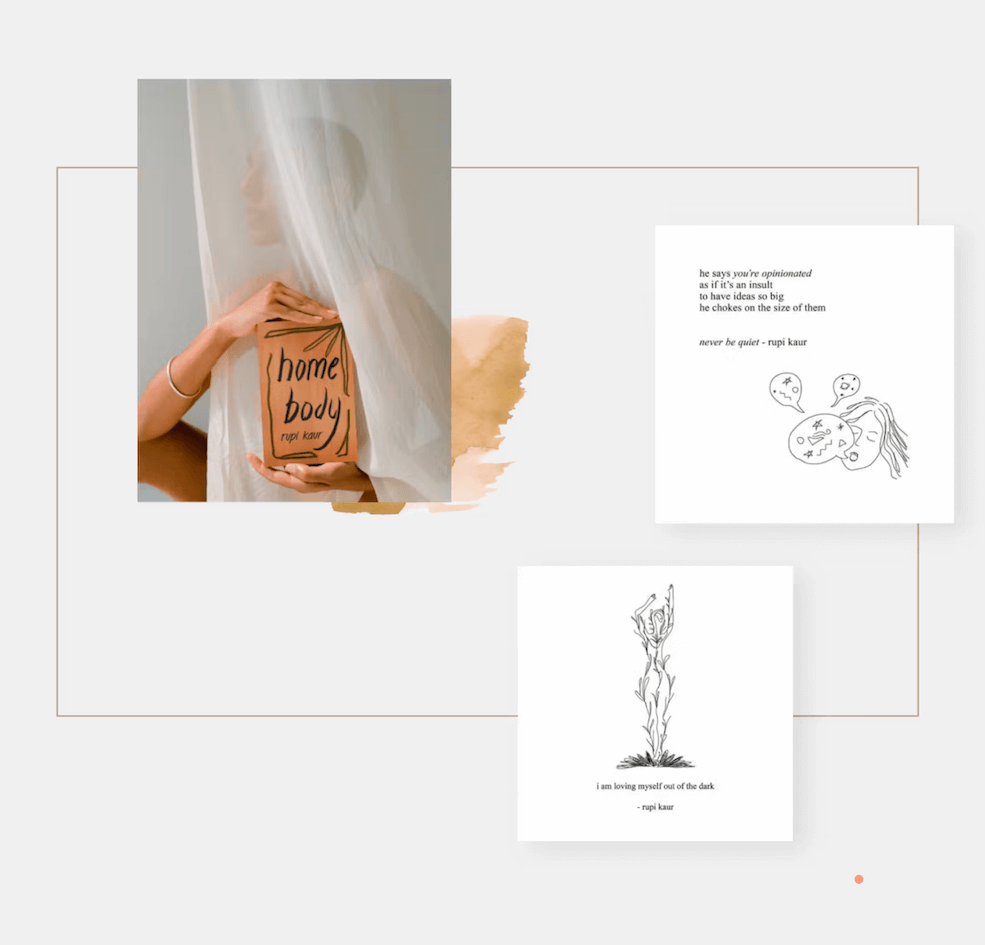 home
body
rupi kaur
he says you're opinionated
as if it's an insult
to have ideas so big
he chokes on the size of them
never be quiet - rupi kaur
i am loving myself out of the dark
- rupi kaur